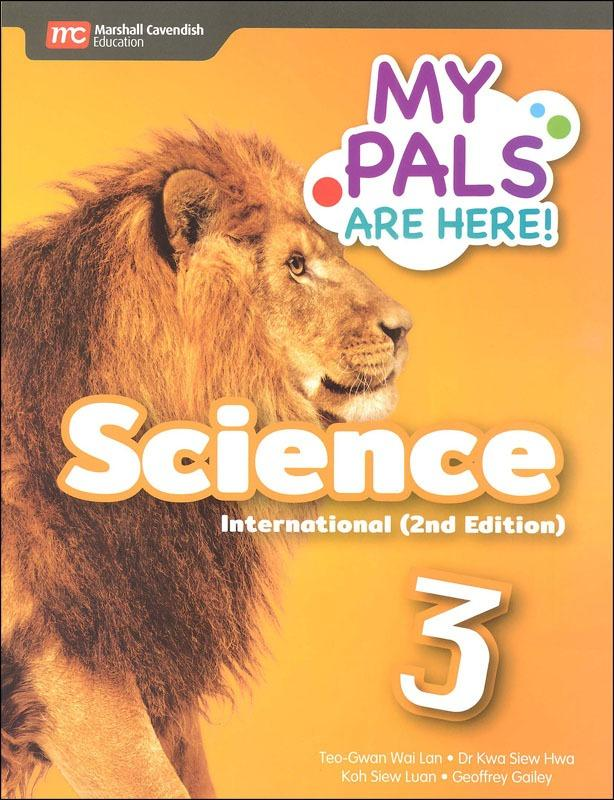 mc Marshall Cavendish
Education
MY
PALS
ARE HERE!
Science
International (2nd Edition)
3
Teo-Gwan Wai Lan • Dr Kwa Siew Hwa
Koh Siew Luan • Geoffrey Gailey